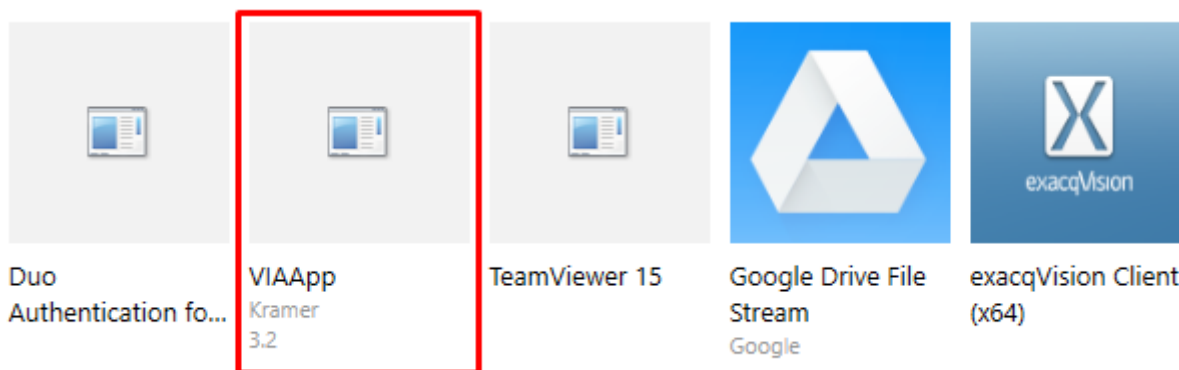 exacqVision
Duo
Authentication fo...
VIAApp
Kramer
3.2
TeamViewer 15
Google Drive File
Stream
Google
exacqVision Client
(x64)